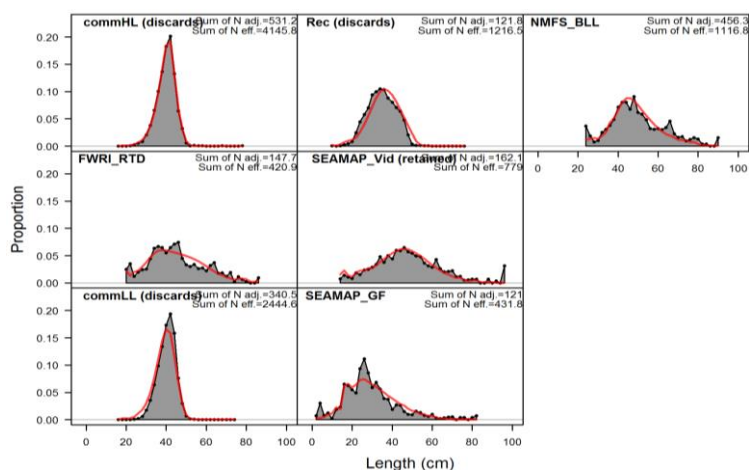 commHL (discards)
Sum of N adj.=531.2
Sum of N eff.=4145.8
Rec (discards)
Sum of N adj.=121.8
Sum of N eff.=1216.5
NMFS_BLL
Sum of N adj.=456.3
Sum of N eff.=1116.8
0.20
0.15
0.10
0.05
0.00
FWRI_RTD
Sum of N adj.=147.7
Sum of N eff.=420.9
SEAMAP_Vid (retained)
Sum of N adj.=162.1
Sum of N eff.=779
0 20 40 60 80 100
Proportion
0.20
0.15
0.10
0.05
0.00
commLL (discards)
Sum of N adj.=340.5
Sum of N eff.=2444.6
SEAMAP_GF
Sum of N adj.=121
Sum of N eff.=431.8
0.20
0.15
0.10
0.05
0.00
0 20 40 60 80 100
0 20 40 60 80 100
Length (cm)